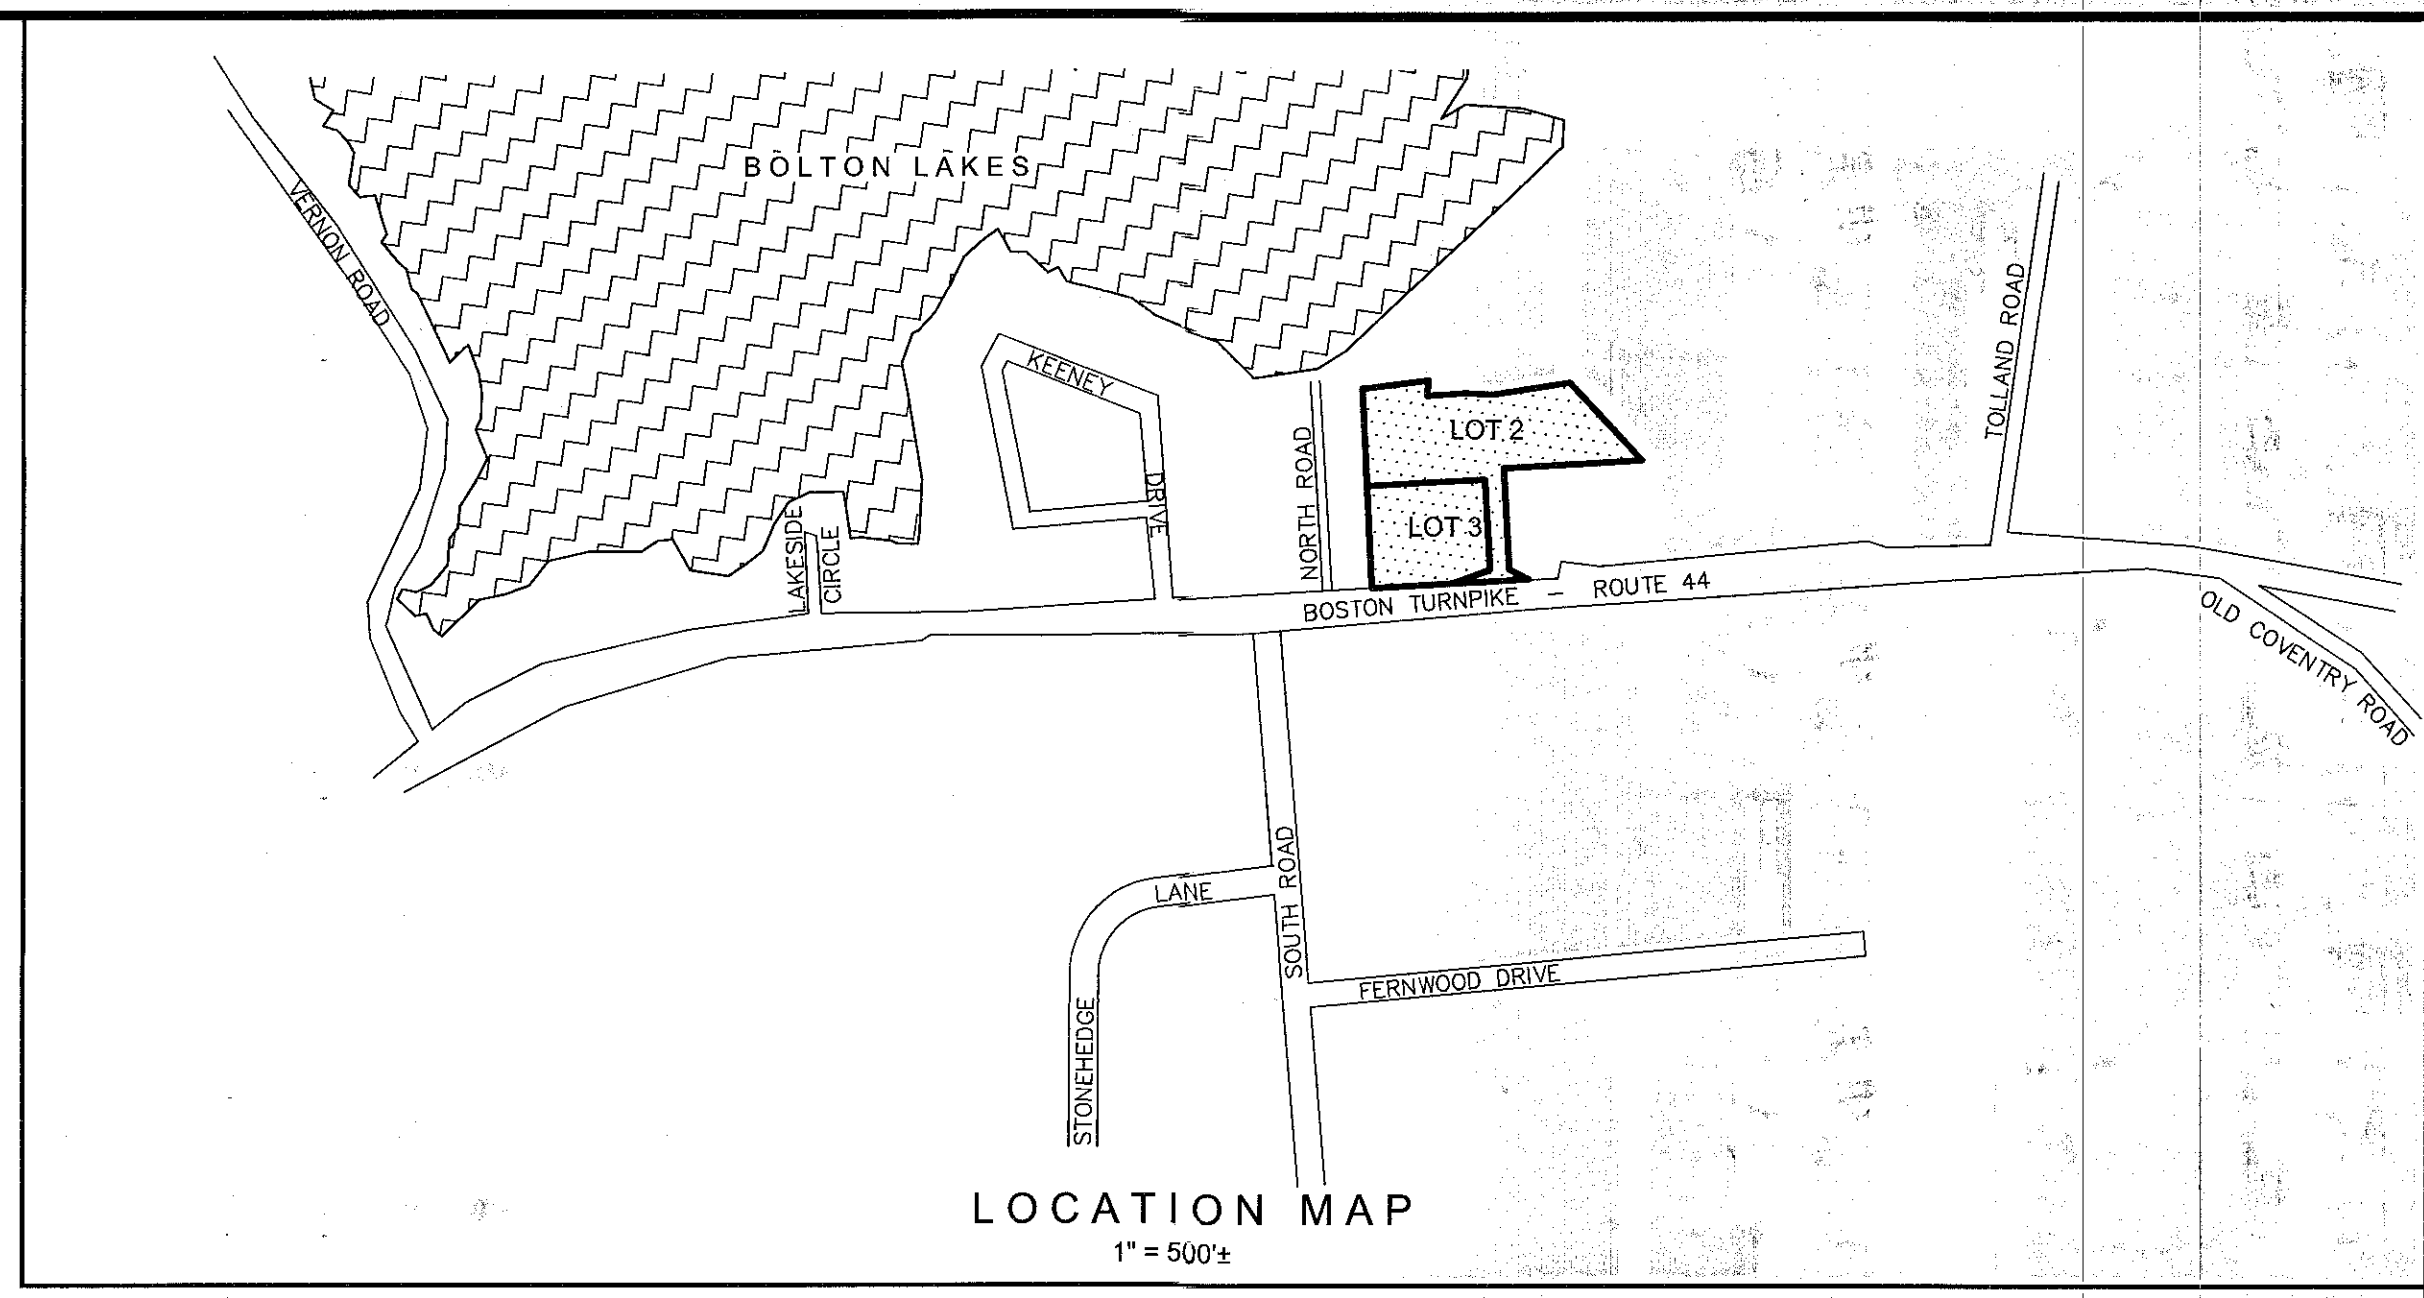 BOLTON LAKES
VERNON ROAD
KEENEY
DRIVE
LAKESIDE
CIRCLE
NORTH ROAD
LOT 2
LOT 3
TOLLAND ROAD
BOSTON TURNPIKE – ROUTE 44
OLD COVENTRY ROAD
SOUTH ROAD
LANE
STONEHEDGE
FERNWOOD DRIVE
LOCATION MAP
1" = 500'±